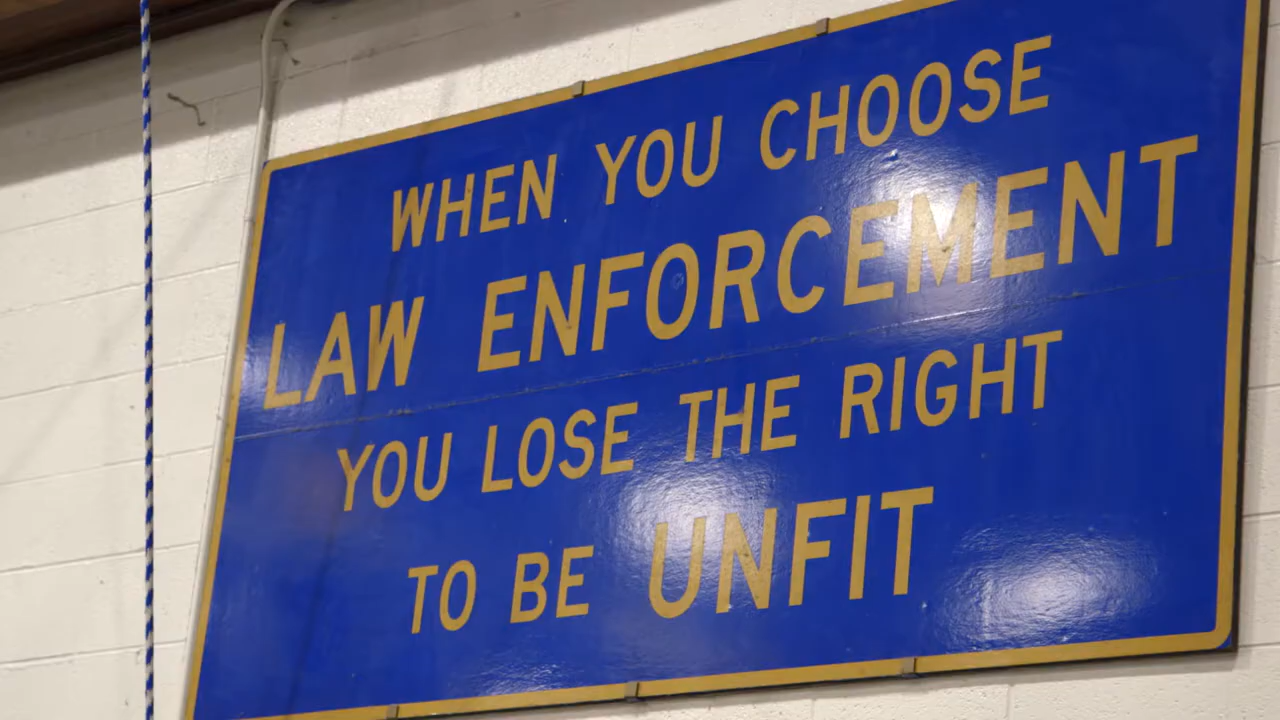 WHEN YOU CHOOSE
LAW ENFORCEMENT
YOU LOSE THE RIGHT
TO BE UNFIT